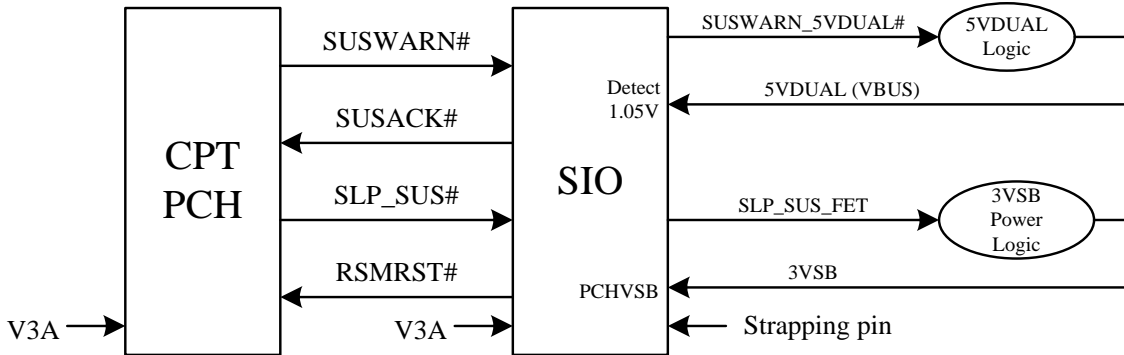 SUSWARN#
SUSACK#
SLP_SUS#
RSMRST#
CPT
PCH
V3A
V3A
SIO
Detect
1.05V
PCHVSB
SUSWARN_5VDUAL#
5VDUAL
Logic
5VDUAL (VBUS)
SLP_SUS_FET
3VSB
Power
Logic
3VSB
Strapping pin